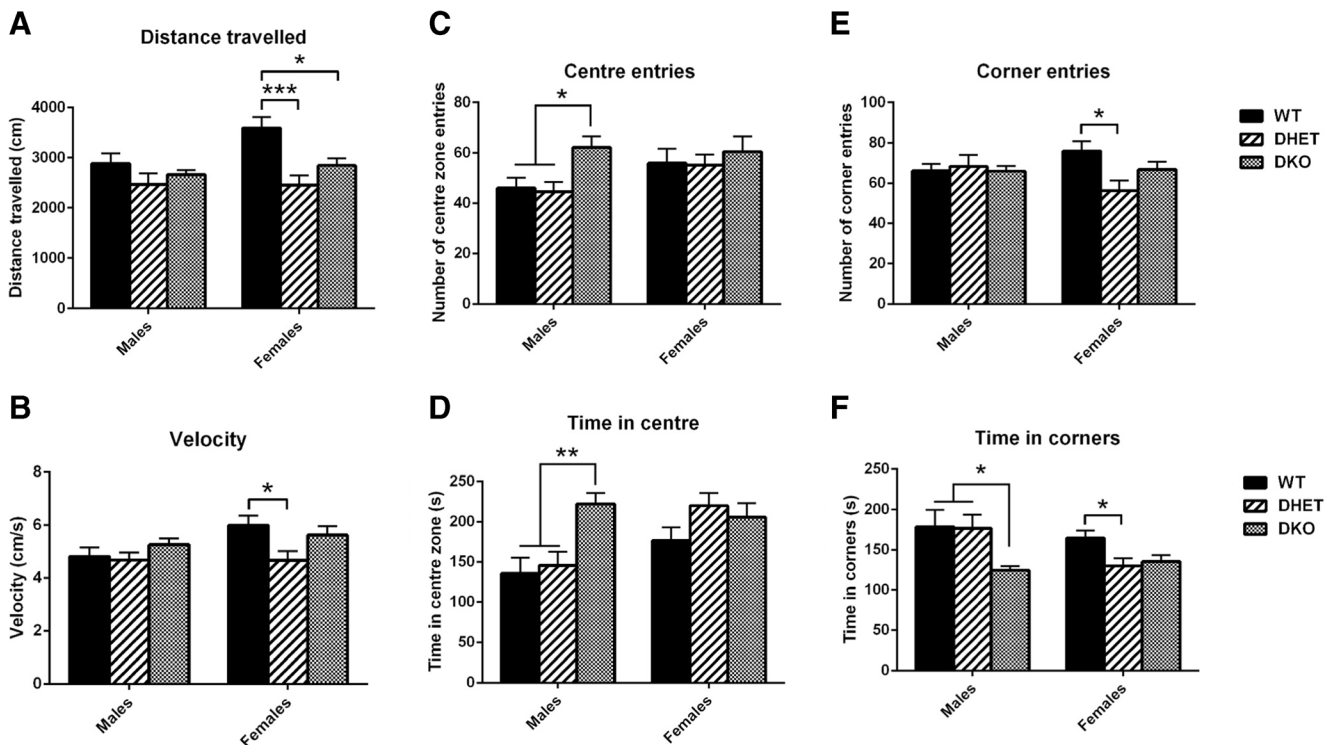 A
Distance travelled
*
***
4000
3000
2000
1000
0
Distance travelled (cm)
Males
Females
C
Centre entries
*
80
60
40
20
0
Number of centre zone entries
Males
Females
E
Corner entries
*
100
80
60
40
20
0
Number of corner entries
Males
Females
WT
DHET
DKO
B
Velocity
*
8
6
4
2
0
Velocity (cm/s)
Males
Females
D
Time in centre
**
250
200
150
100
50
0
Time in centre zone (s)
Males
Females
F
Time in corners
*
*
250
200
150
100
50
0
Time in corners (s)
Males
Females
WT
DHET
DKO